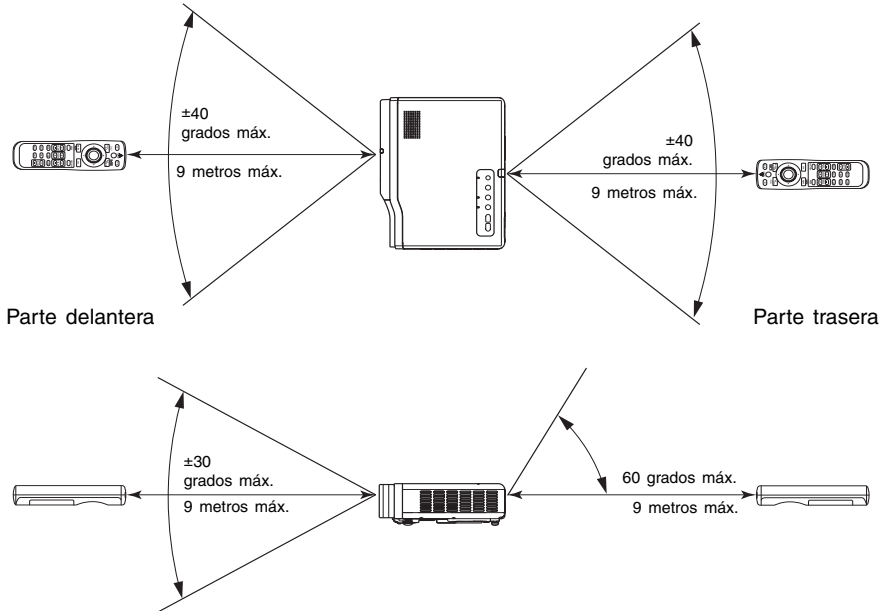 ±40
grados máx.
9 metros máx.
±40
grados máx.
9 metros máx.
Parte delantera
Parte trasera
±30
grados máx.
9 metros máx.
60 grados máx.
9 metros máx.